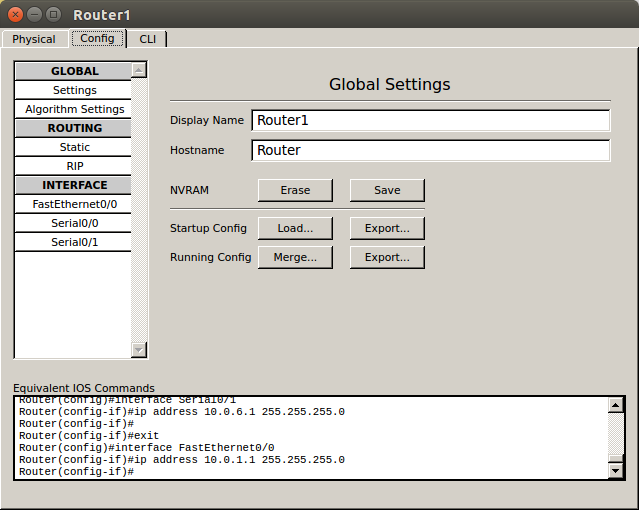 Router1
Physical Config CLI
GLOBAL
Settings
Algorithm Settings
ROUTING
Static
RIP
INTERFACE
FastEthernet0/0
Serial0/0
Serial0/1
Global Settings
Display Name Router1
Hostname Router
NVRAM Erase Save
Startup Config Load... Export...
Running Config Merge... Export...
Equivalent IOS Commands
Router(config)#interface Serial0/1
Router(config-if)#ip address 10.0.6.1 255.255.255.0
Router(config-if)#
Router(config-if)#exit
Router(config)#interface FastEthernet0/0
Router(config-if)#ip address 10.0.1.1 255.255.255.0
Router(config-if)#